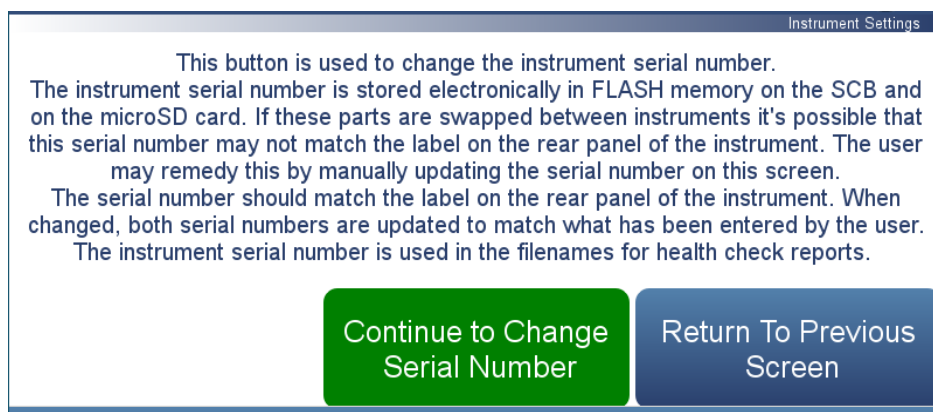 Instrument Settings
This button is used to change the instrument serial number.
The instrument serial number is stored electronically in FLASH memory on the SCB and
on the microSD card. If these parts are swapped between instruments it's possible that
this serial number may not match the label on the rear panel of the instrument. The user
may remedy this by manually updating the serial number on this screen.
The serial number should match the label on the rear panel of the instrument. When
changed, both serial numbers are updated to match what has been entered by the user.
The instrument serial number is used in the filenames for health check reports.
Continue to Change
Serial Number
Return To Previous
Screen